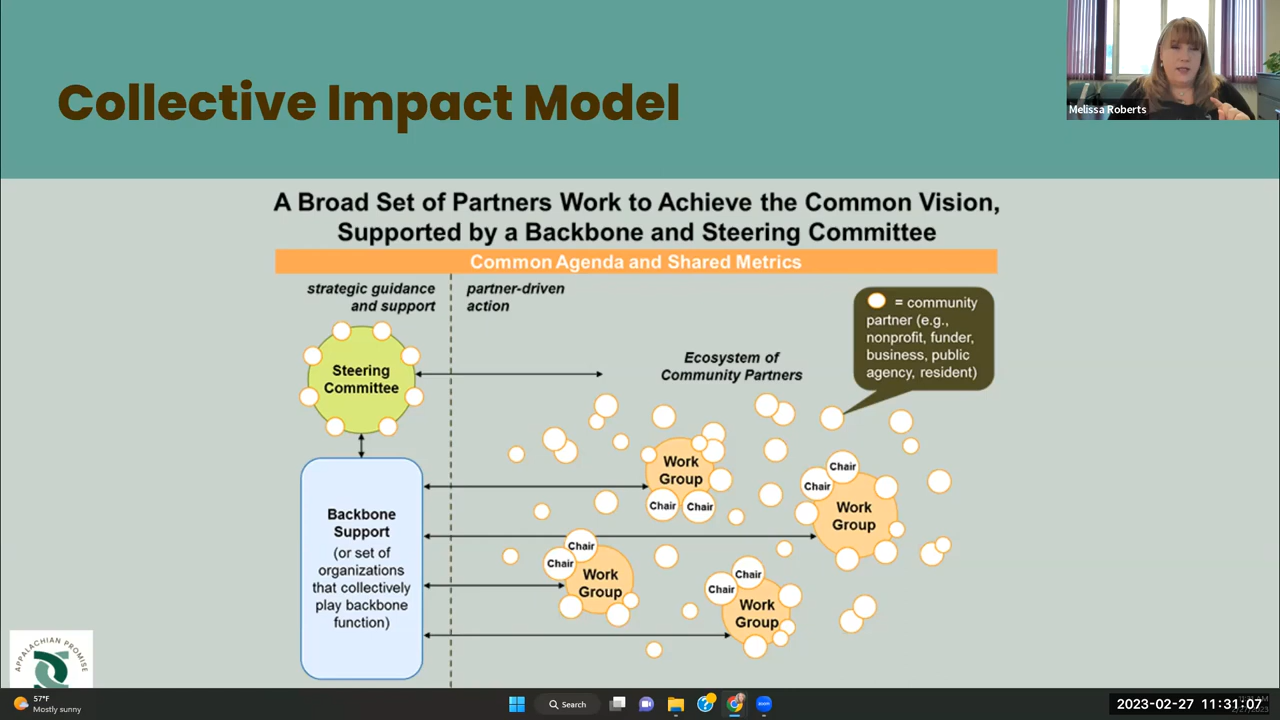 Collective Impact Model
Melissa Roberts
A Broad Set of Partners Work to Achieve the Common Vision,
Supported by a Backbone and Steering Committee
Common Agenda and Shared Metrics
strategic guidance
and support
partner-driven
action
= community
partner (e.g.,
nonprofit, funder,
business, public
agency, resident)
Steering
Committee
Ecosystem of
Community Partners
Work
Group
Chair
Chair
Chair
Chair
Work
Group
Backbone
Support
(or set of
organizations
that collectively
play backbone
function)
Chair
Chair
Work
Group
Chair
Chair
Work
Group
APPALACHIAN PROMISE
57°F
Mostly sunny
Search
zoom
2023-02-27 11:31:07